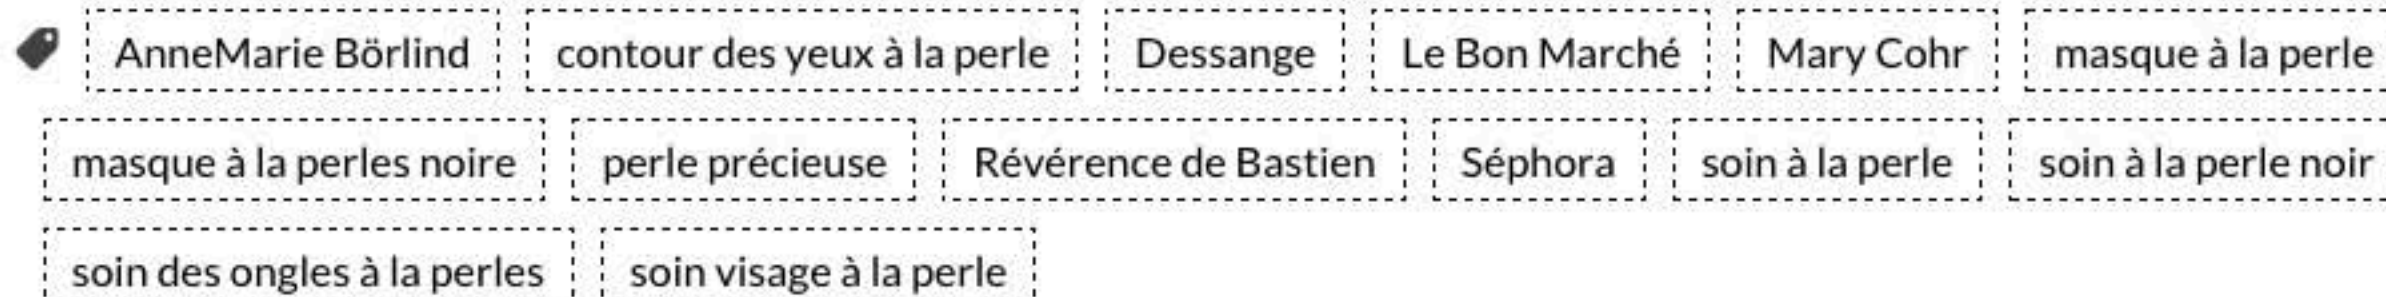 AnneMarie Börlind contour des yeux à la perle Dessange Le Bon Marché Mary Cohr masque à la perle
masque à la perles noire perle précieuse Révérence de Bastien Séphora soin à la perle soin à la perle noir
soin des ongles à la perles soin visage à la perle